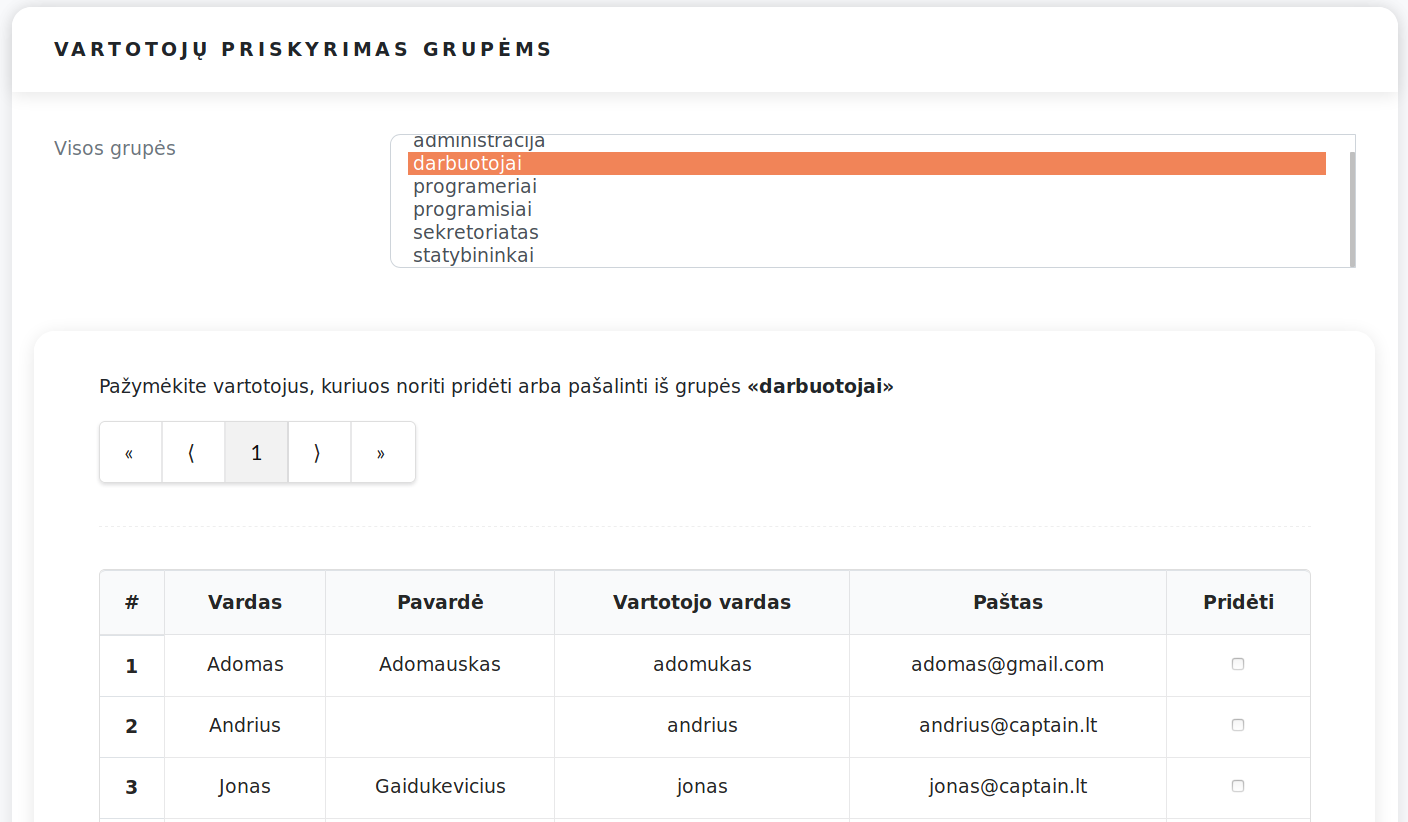 VARTOTOJŲ PRISKYRIMAS GRUPĖMS
Visos grupės
administracija
darbuotojai
programeriai
programisiai
sekretoriatas
statybininkai
Pažymėkite vartotojus, kuriuos noriti pridėti arba pašalinti iš grupės «darbuotojai»
« ⟨ 1 ⟩ »
# Vardas Pavardė Vartotojo vardas Paštas Pridėti
1 Adomas Adomauskas adomukas adomas@gmail.com
2 Andrius andrius andrius@captain.lt
3 Jonas Gaidukevicius jonas jonas@captain.lt